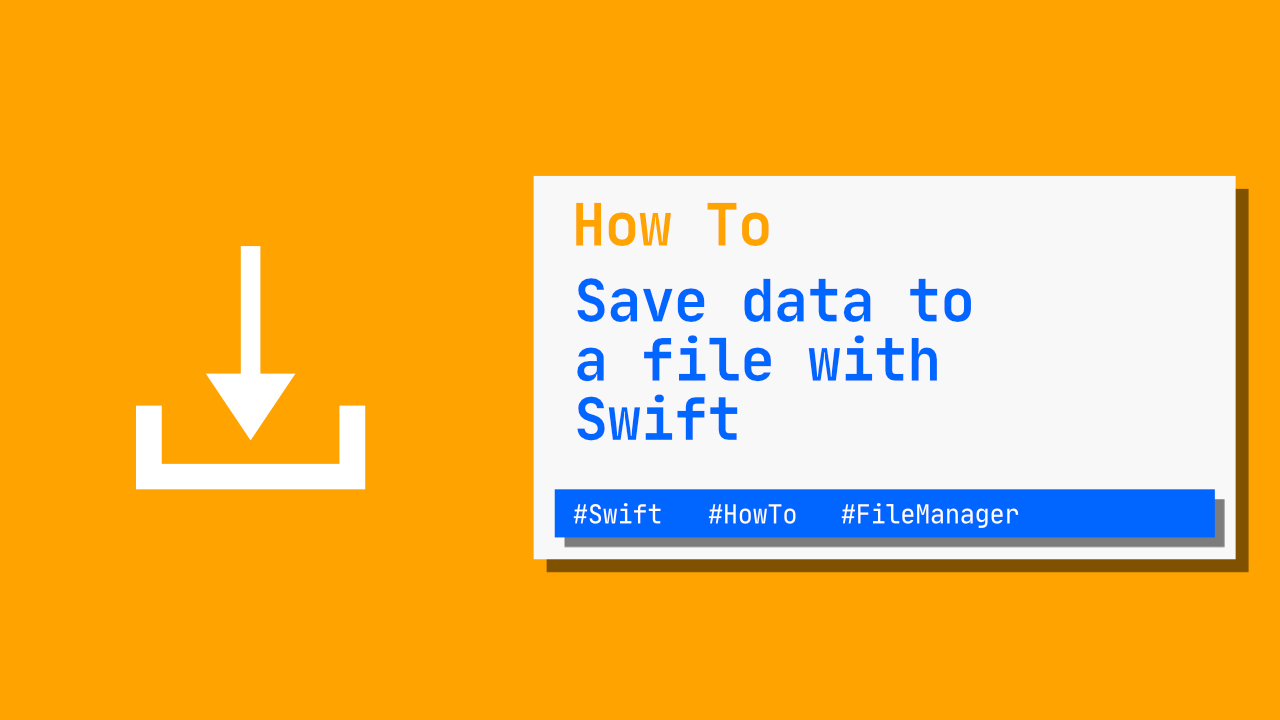 How To
Save data to
a file with
Swift
#Swift #HowTo #FileManager